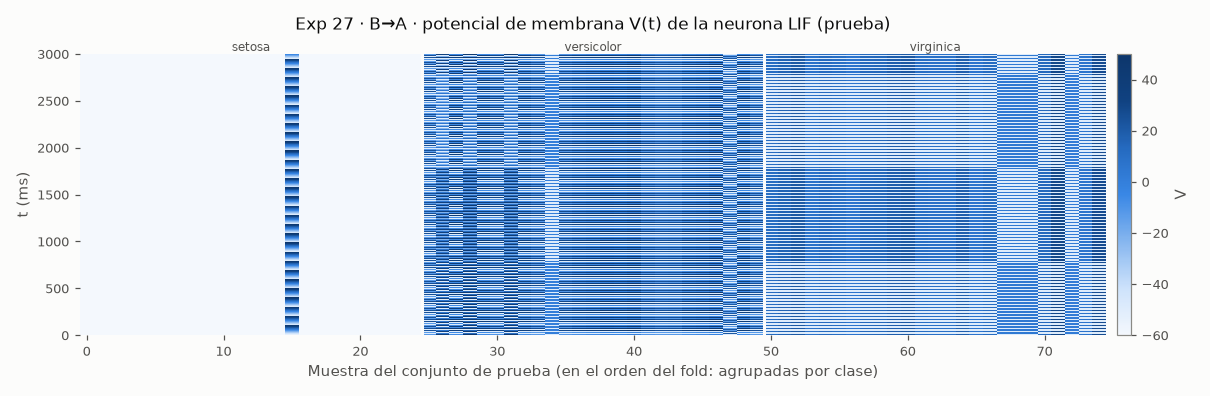 Exp 27 · B→A · potencial de membrana V(t) de la neurona LIF (prueba)
setosa versicolor virginica
3000
2500
2000
1500
1000
500
0
t (ms)
0 10 20 30 40 50 60 70
Muestra del conjunto de prueba (en el orden del fold: agrupadas por clase)
40
20
0
−20
−40
−60
V